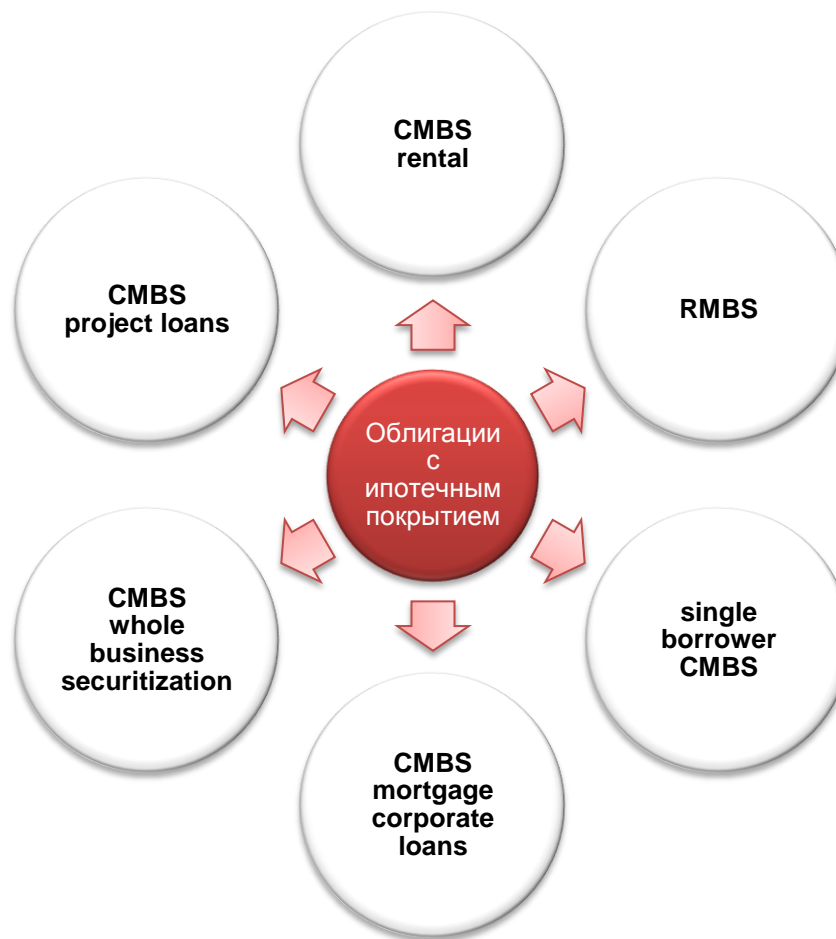 CMBS
rental
CMBS
project loans
RMBS
Облигации
с
ипотечным
покрытием
CMBS
whole
business
securitization
single
borrower
CMBS
CMBS
mortgage
corporate
loans